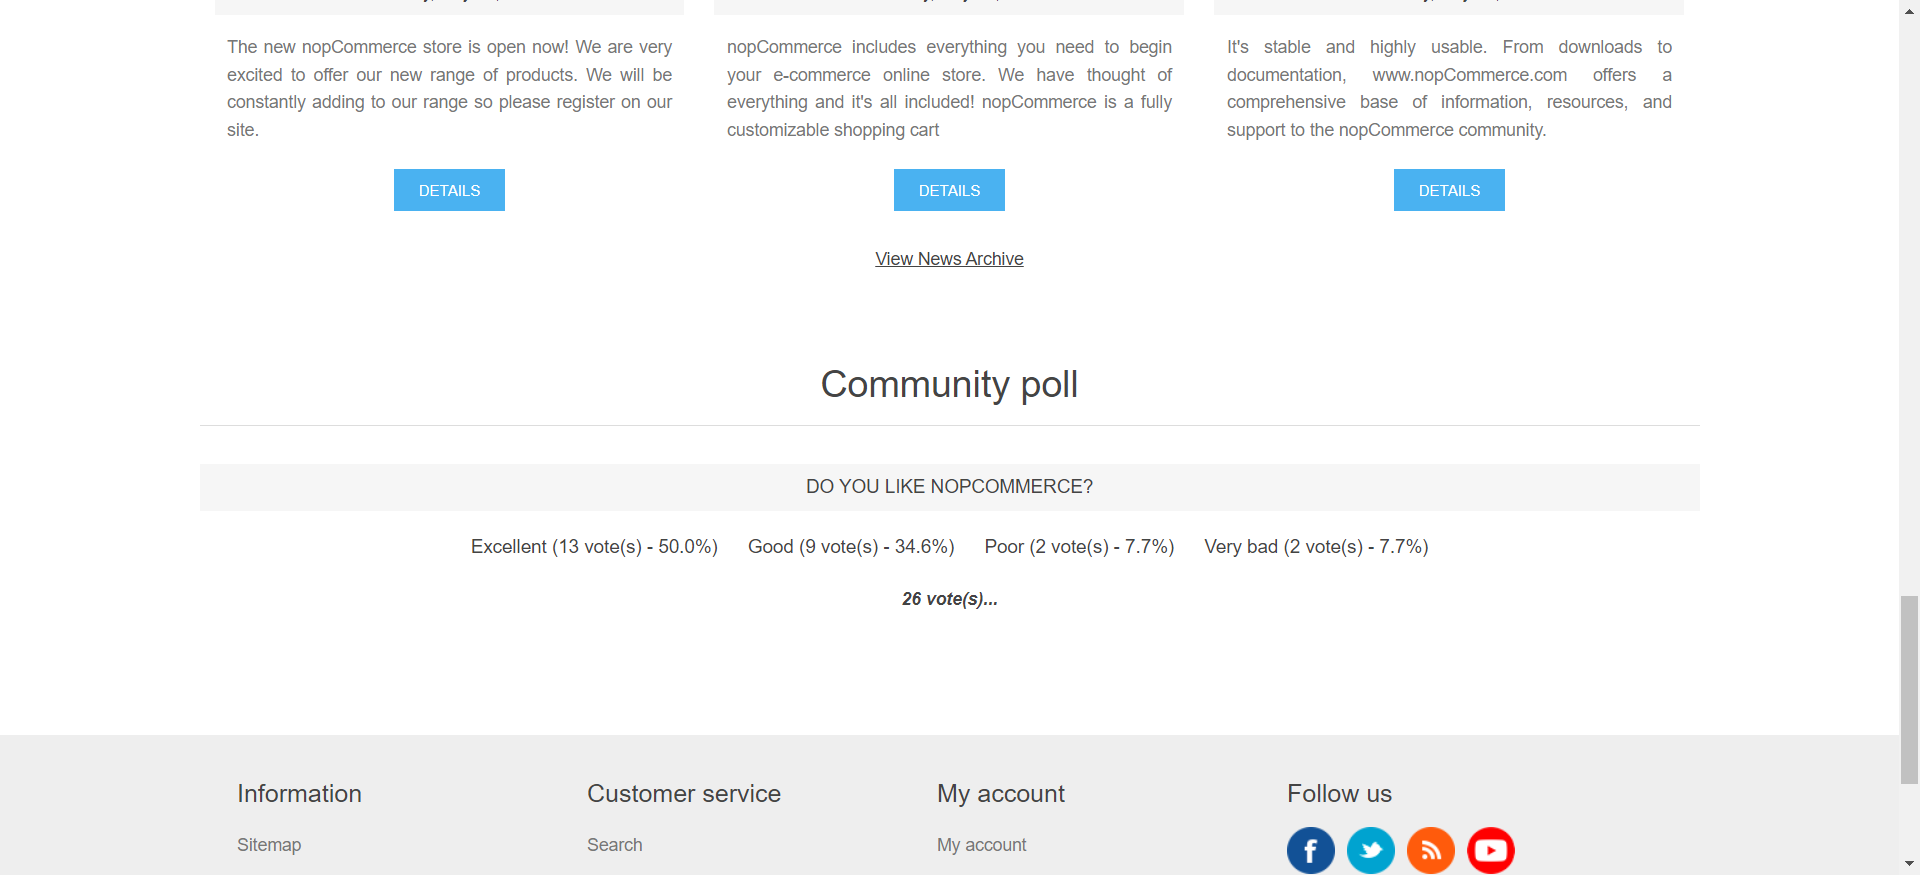 The new nopCommerce store is open now! We are very
excited to offer our new range of products. We will be
constantly adding to our range so please register on our
site.
DETAILS
nopCommerce includes everything you need to begin
your e-commerce online store. We have thought of
everything and it's all included! nopCommerce is a fully
customizable shopping cart
DETAILS
It's stable and highly usable. From downloads to
documentation, www.nopCommerce.com offers a
comprehensive base of information, resources, and
support to the nopCommerce community.
DETAILS
View News Archive
Community poll
DO YOU LIKE NOPCOMMERCE?
Excellent (13 vote(s) - 50.0%) Good (9 vote(s) - 34.6%) Poor (2 vote(s) - 7.7%) Very bad (2 vote(s) - 7.7%)
26 vote(s)...
Information
Sitemap
Customer service
Search
My account
My account
Follow us